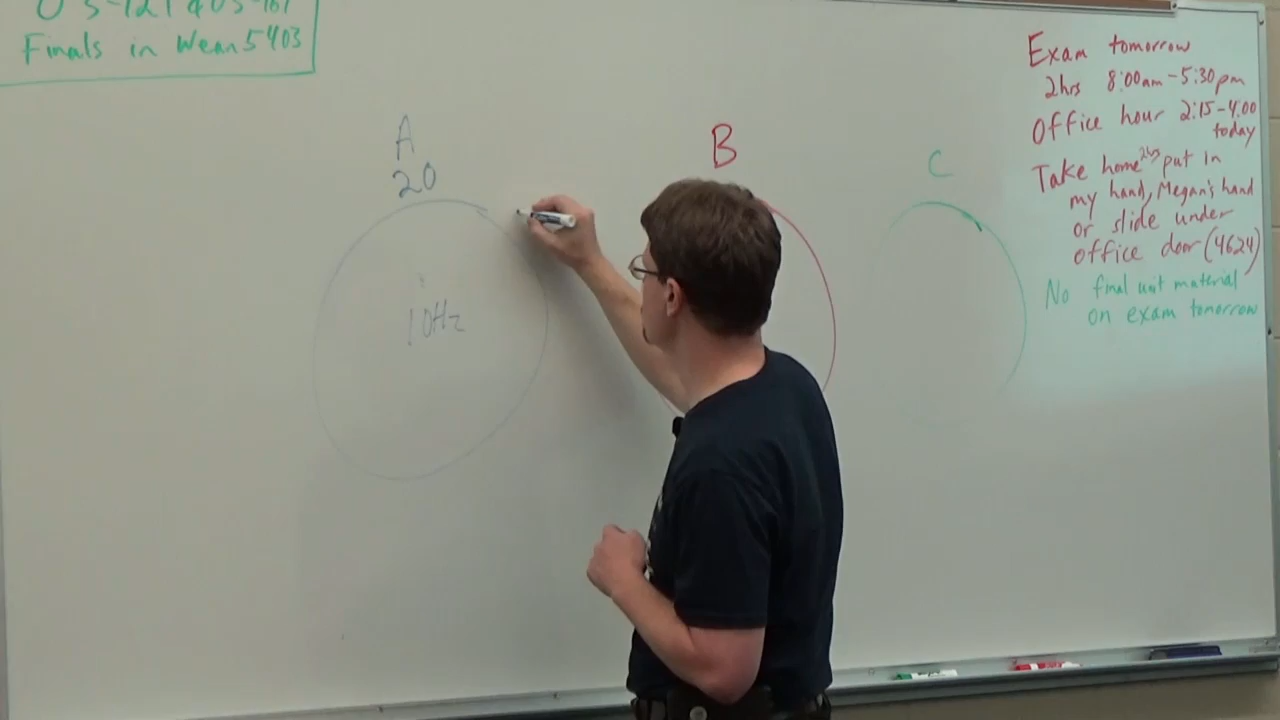 Finals in Wean 5403
A
20
10Hz
B
C
Exam tomorrow
2hrs 8:00am-5:30pm
Office hour 2:15-4:00
today
Take home 2hrs put in
my hand, Megan's hand
or slide under
office door (4624)
No final unit material
on exam tomorrow